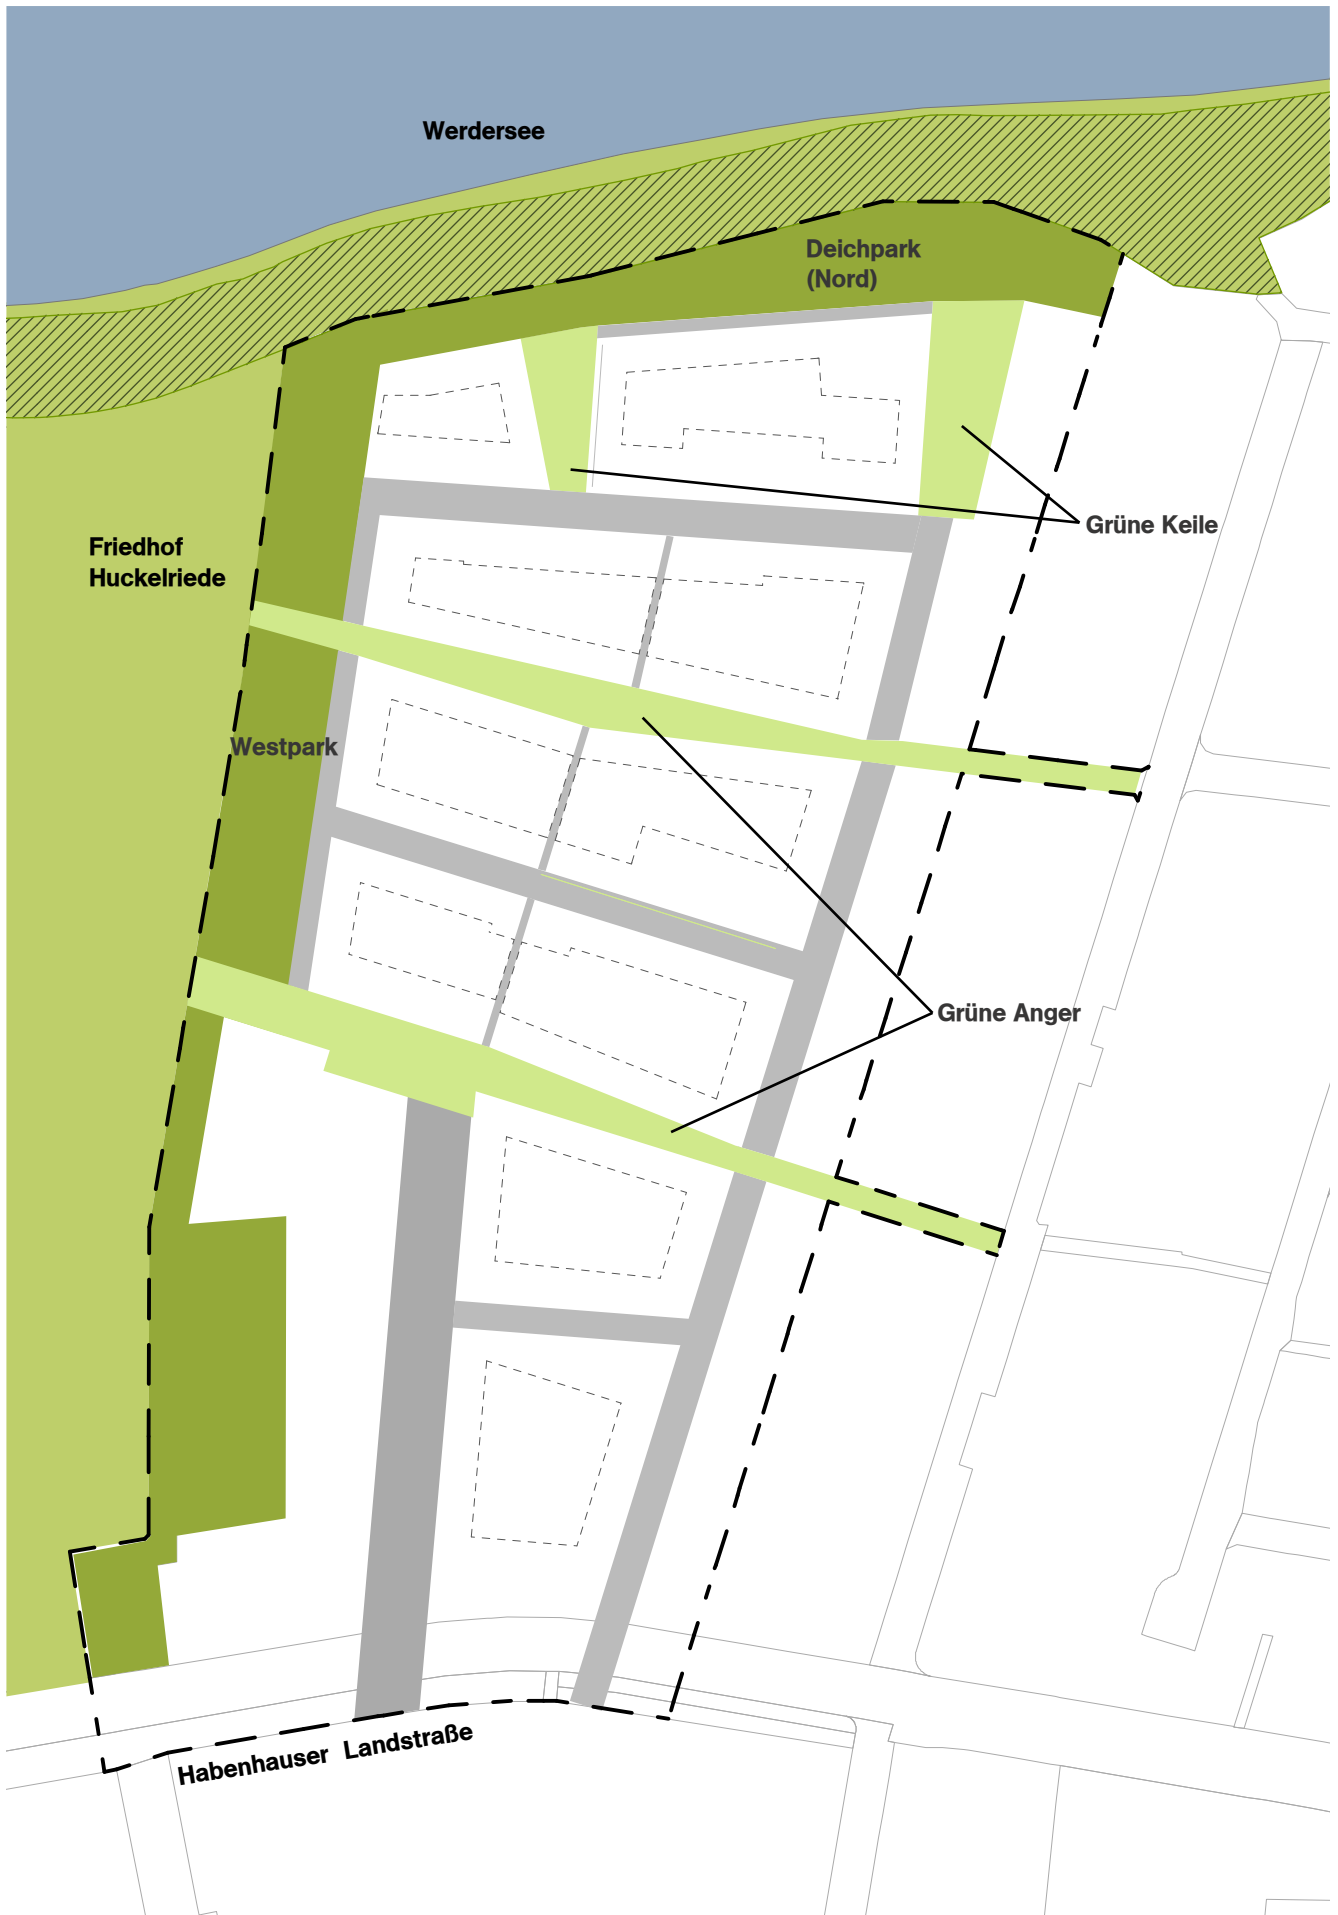 Werdersee
Deichpark
(Nord)
Grüne Keile
Friedhof
Huckelriede
Westpark
Grüne Anger
Habenhauser Landstraße